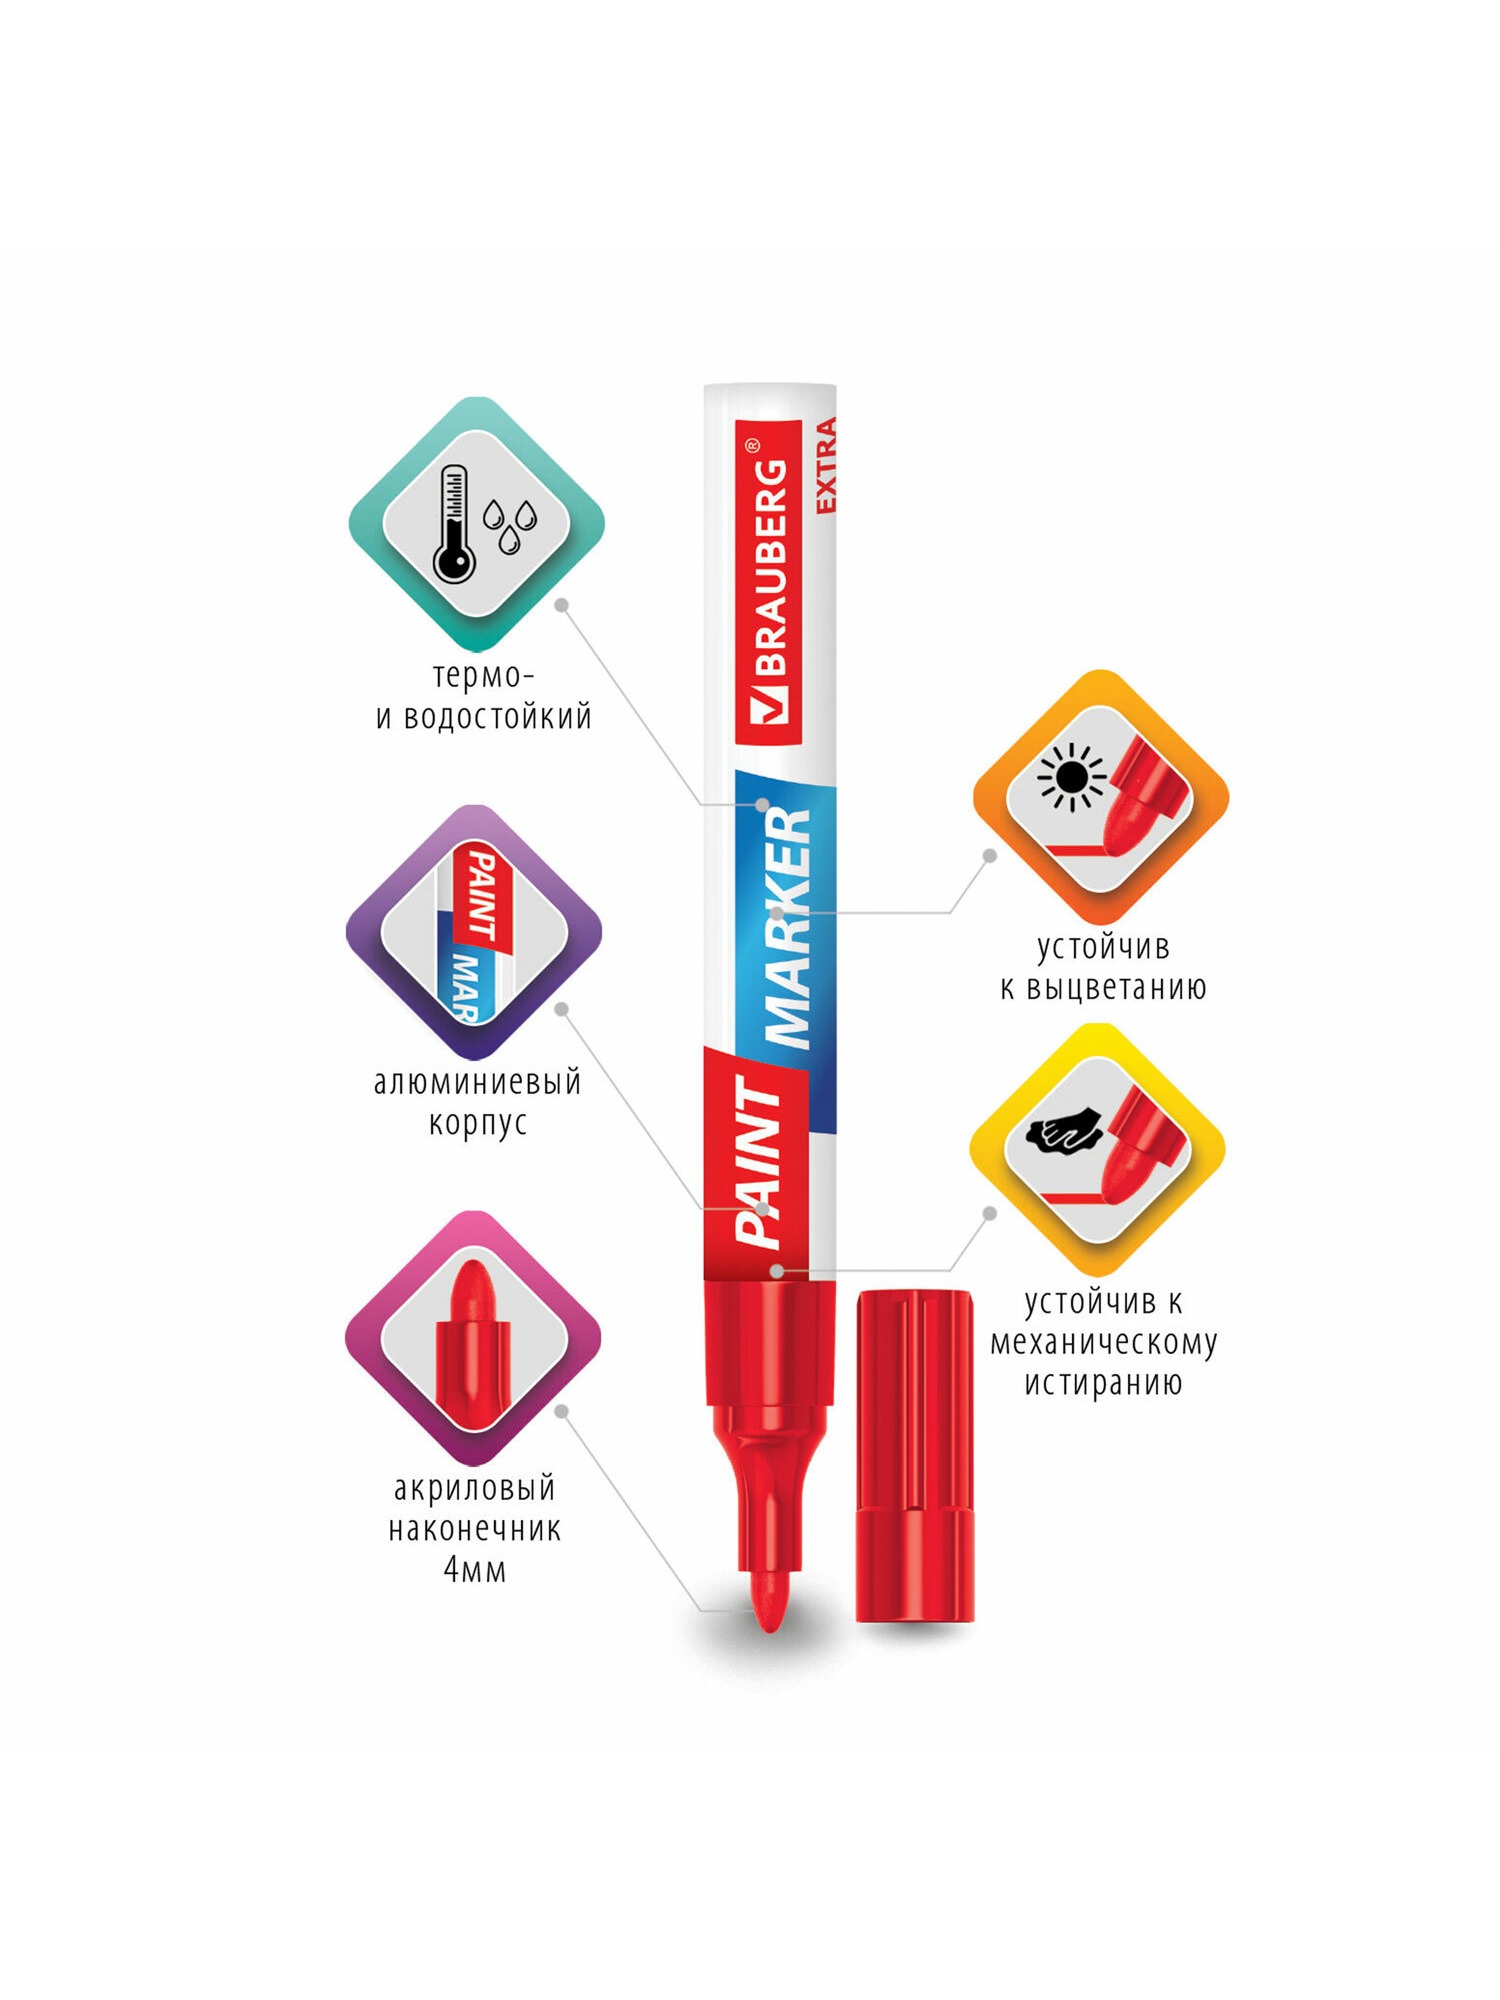 термо-
и водостойкий
алюминиевый
корпус
акриловый
наконечник
4мм
BRAUBERG®
EXTRA
PAINT
MARKER
PAINT
MAR
устойчив
к выцветанию
устойчив к
механическому
истиранию